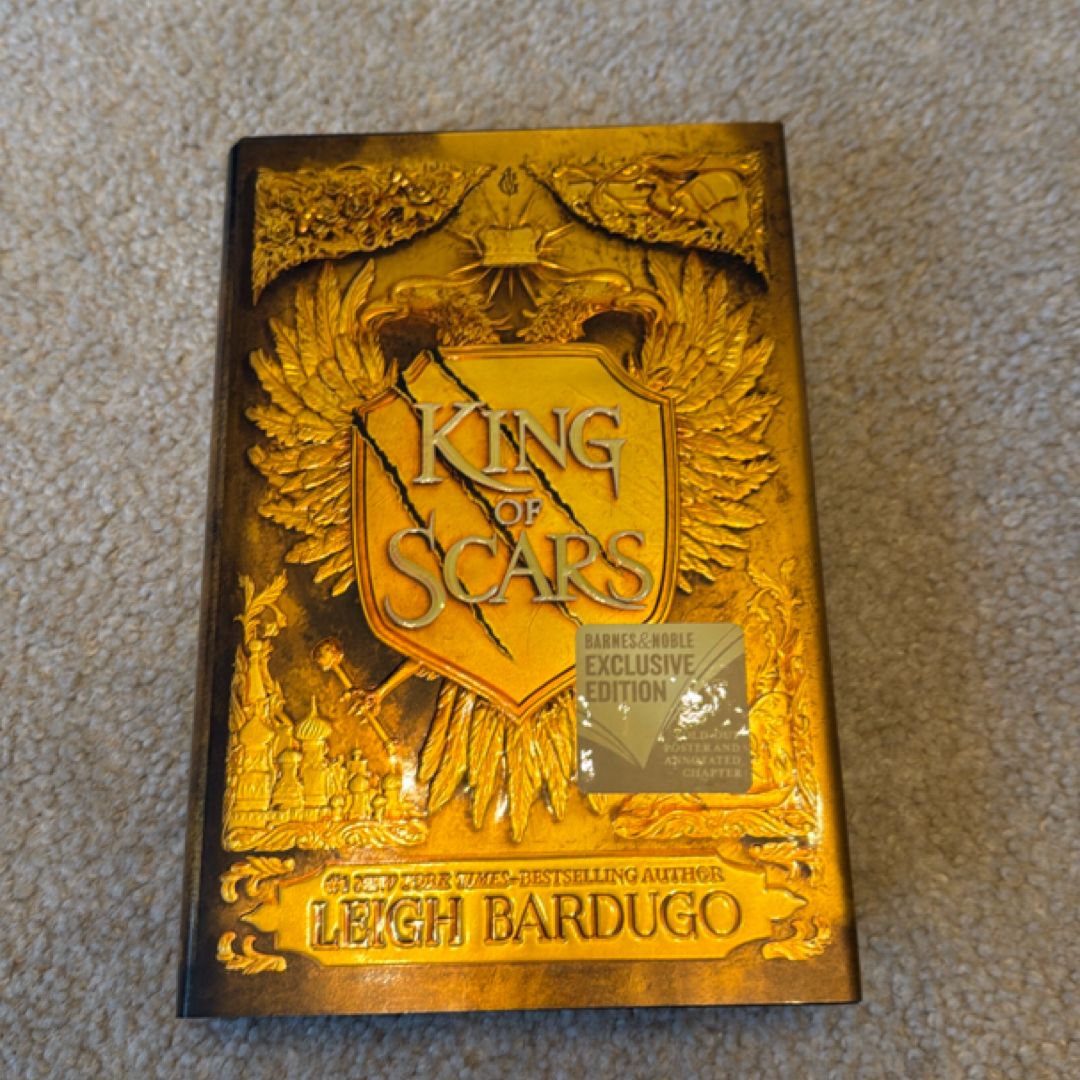 KING
OF
SCARS
BARNES&NOBLE
EXCLUSIVE
EDITION
POSTER AND
ANNOTATED
CHAPTER
#1 NEW YORK TIMES–BESTSELLING AUTHOR
LEIGH BARDUGO